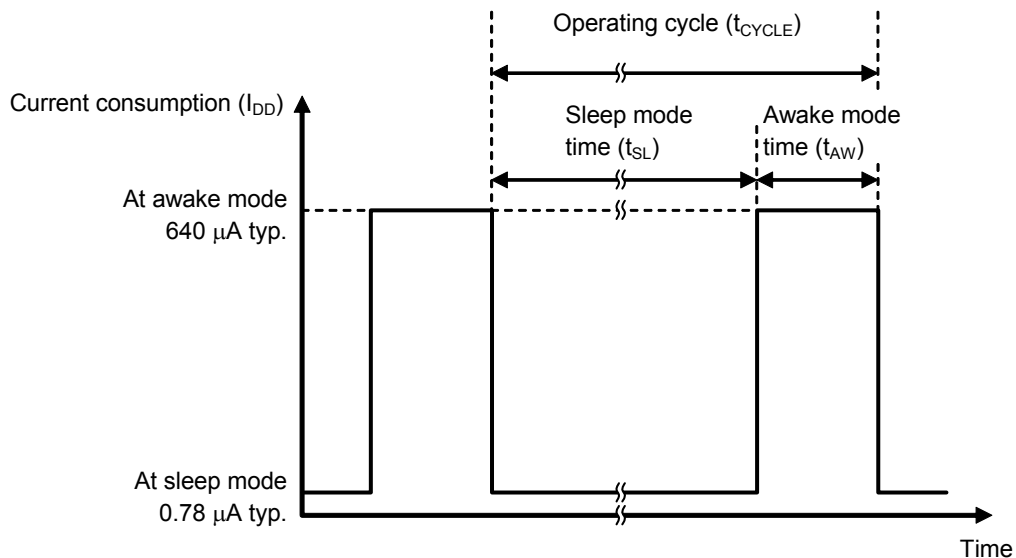 Operating cycle (tCYCLE)
Current consumption (IDD)
Sleep mode
time (tSL)
Awake mode
time (tAW)
At awake mode
640 μA typ.
At sleep mode
0.78 μA typ.
Time